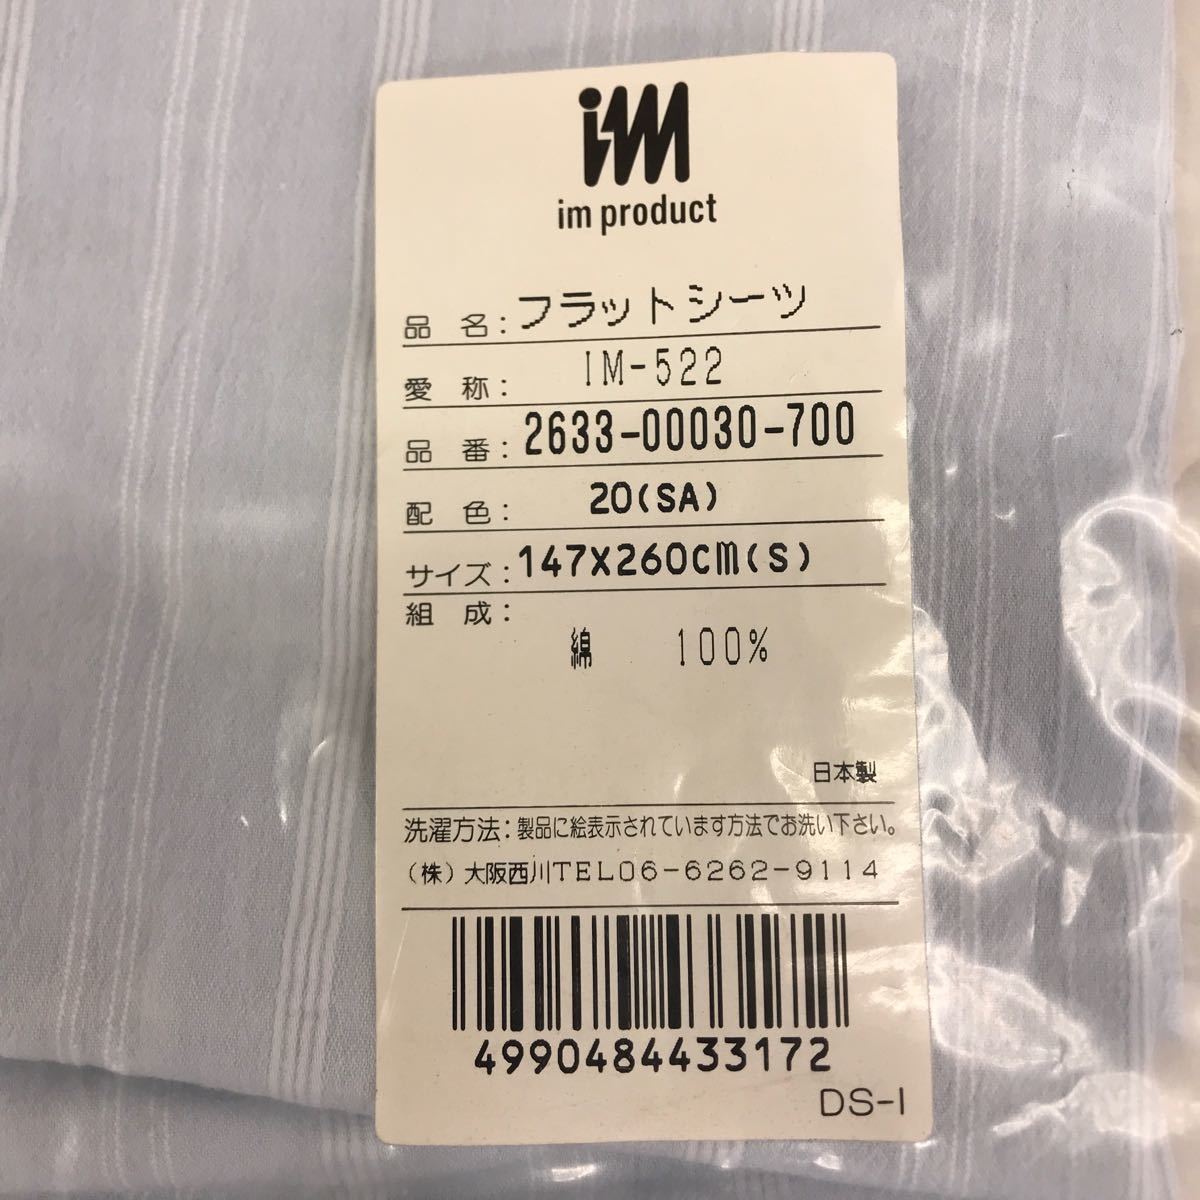 im
im product
品 名: フラットシーツ
愛 称: IM-522
品 番: 2633-00030-700
配 色: 20(SA)
サイズ: 147X260cm(S)
組 成:
綿 100%
日本製
洗濯方法: 製品に絵表示されています方法でお洗い下さい。
(株)大阪西川TEL06-6262-9114
4990484433172
DS-I